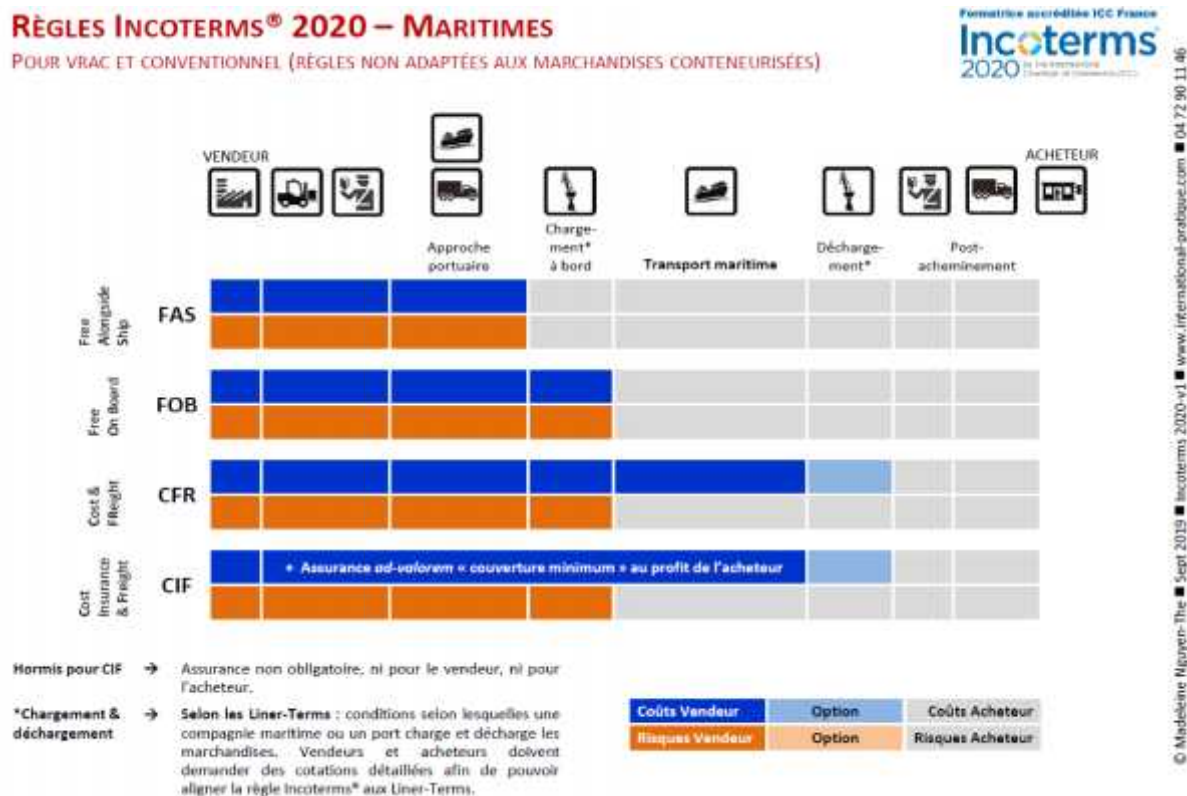 RÈGLES INCOTERMS® 2020 – MARITIMES
POUR VRAC ET CONVENTIONNEL (RÈGLES NON ADAPTÉES AUX MARCHANDISES CONTENEURISÉES)
Formatrice accréditée ICC France
Incoterms®
2020
VENDEUR
ACHETEUR
Approche
portuaire
Charge-
ment*
à bord
Transport maritime
Décharge-
ment*
Post-
acheminement
Free
Alongside
Ship
FAS
Free
On Board
FOB
Cost &
FReight
CFR
Cost
Insurance
& Freight
CIF
+ Assurance ad-valorem « couverture minimum » au profit de l'acheteur
Hormis pour CIF → Assurance non obligatoire, ni pour le vendeur, ni pour
l'acheteur.
*Chargement & → Selon les Liner-Terms : conditions selon lesquelles une
déchargement compagnie maritime ou un port charge et décharge les
marchandises. Vendeurs et acheteurs doivent
demander des cotations détaillées afin de pouvoir
aligner la règle Incoterms® aux Liner-Terms.
Coûts Vendeur Option Coûts Acheteur
Risques Vendeur Option Risques Acheteur
© Madeleine Nguyen-The ■ Sept 2019 ■ Incoterms 2020-v1 ■ www.international-pratique.com ■ 04 72 90 11 46